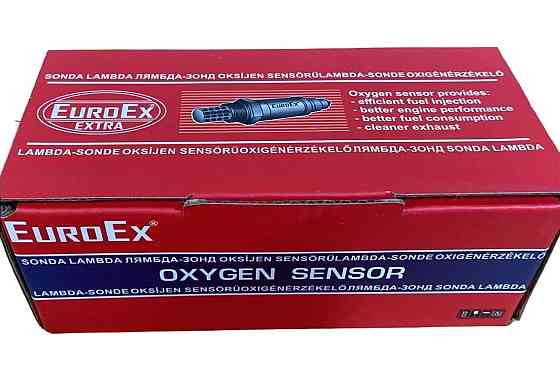 SONDA LAMBDA ЛЯМБДА-ЗОНД OKSİJEN SENSÖRÜLAMBDA-SONDE OXIGÉNÉRZÉKELŐ
EUROEX®
EXTRA
EUROEX
Oxygen sensor provides:
- efficient fuel injection
- better engine performance
- better fuel consumption
- cleaner exhaust
LAMBDA-SONDE OKSİJEN SENSÖRÜOXIGÉNÉRZÉKELŐ ЛЯМБДА-ЗОНД SONDA LAMBDA
EUROEX®
SONDA LAMBDA ЛЯМБДА-ЗОНД OKSİJEN SENSÖRÜLAMBDA-SONDE OXIGÉNÉRZÉKELŐ
OXYGEN SENSOR
LAMBDA-SONDE OKSİJEN SENSÖRÜOXIGÉNÉRZÉKELŐЛЯМБДА-ЗОНД SONDA LAMBDA